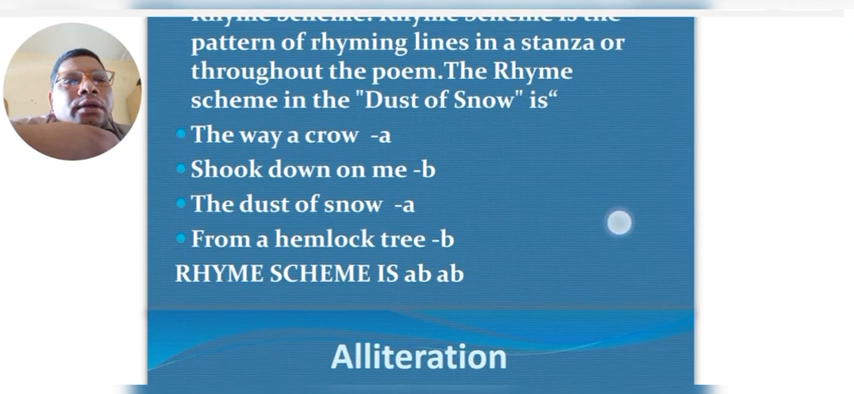 Rhyme Scheme: Rhyme Scheme is the
pattern of rhyming lines in a stanza or
throughout the poem.The Rhyme
scheme in the "Dust of Snow" is“
The way a crow -a
Shook down on me -b
The dust of snow -a
From a hemlock tree -b
RHYME SCHEME IS ab ab
Alliteration